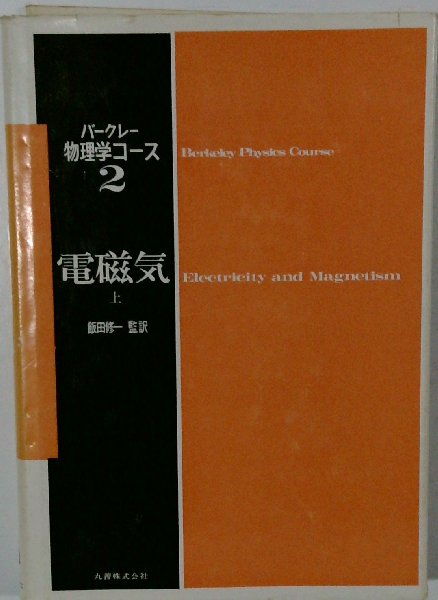 バークレー
物理学コース
2
Berkeley Physics Course
電磁気
Electricity and Magnetism
上
飯田修一 監訳
丸善株式会社